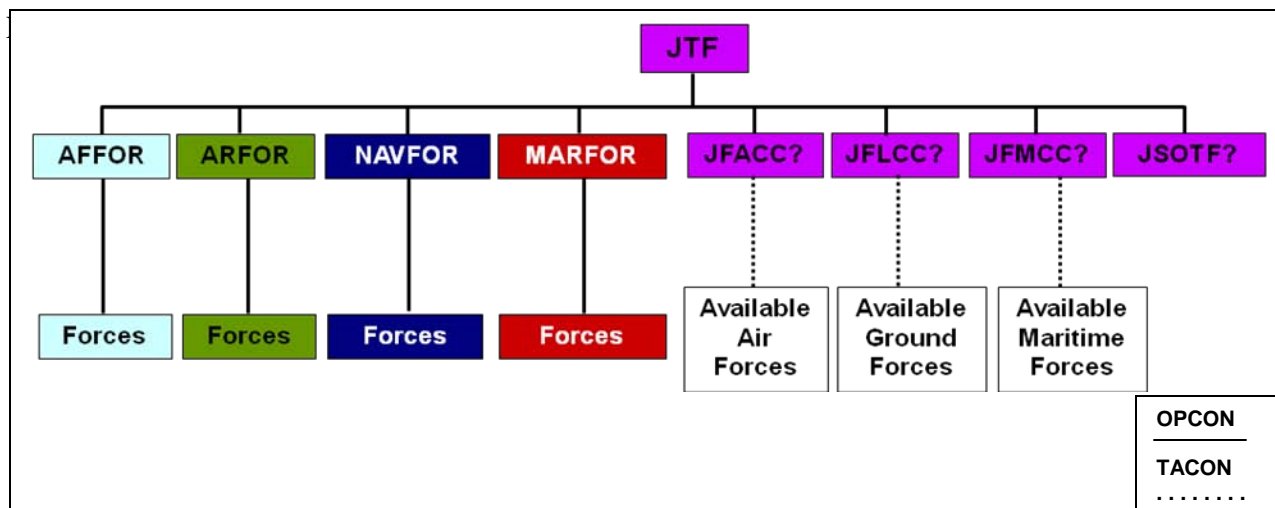 JTF
AFFOR
ARFOR
NAVFOR
MARFOR
JFACC?
JFLCC?
JFMCC?
JSOTF?
Forces
Forces
Forces
Forces
Available
Air
Forces
Available
Ground
Forces
Available
Maritime
Forces
OPCON
TACON